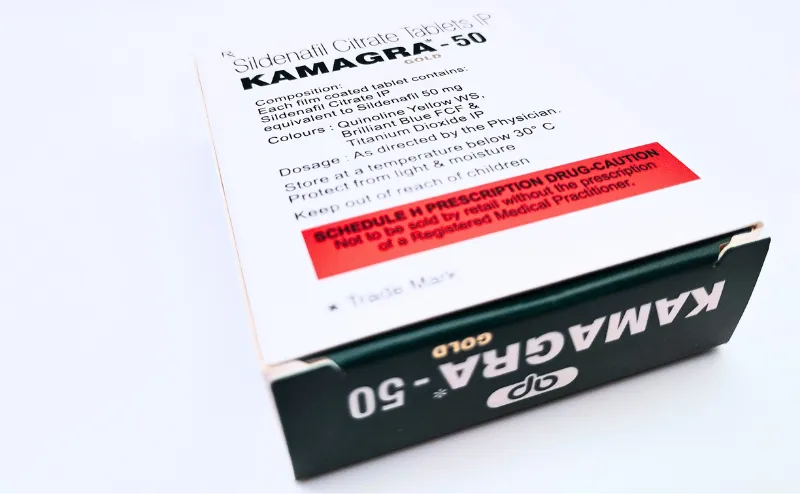 Rx
Sildenafil Citrate Tablets IP
KAMAGRA*-50
GOLD
Composition:
Each film coated tablet contains:
Sildenafil Citrate IP
equivalent to Sildenafil 50 mg
Colours : Quinoline Yellow WS,
Brilliant Blue FCF &
Titanium Dioxide IP
Dosage : As directed by the Physician.
Store at a temperature below 30° C
Protect from light & moisture
Keep out of reach of children
SCHEDULE H PRESCRIPTION DRUG-CAUTION
Not to be sold by retail without the prescription
of a Registered Medical Practitioner.
* Trade Mark
KAMAGRA*-50
GOLD
ap